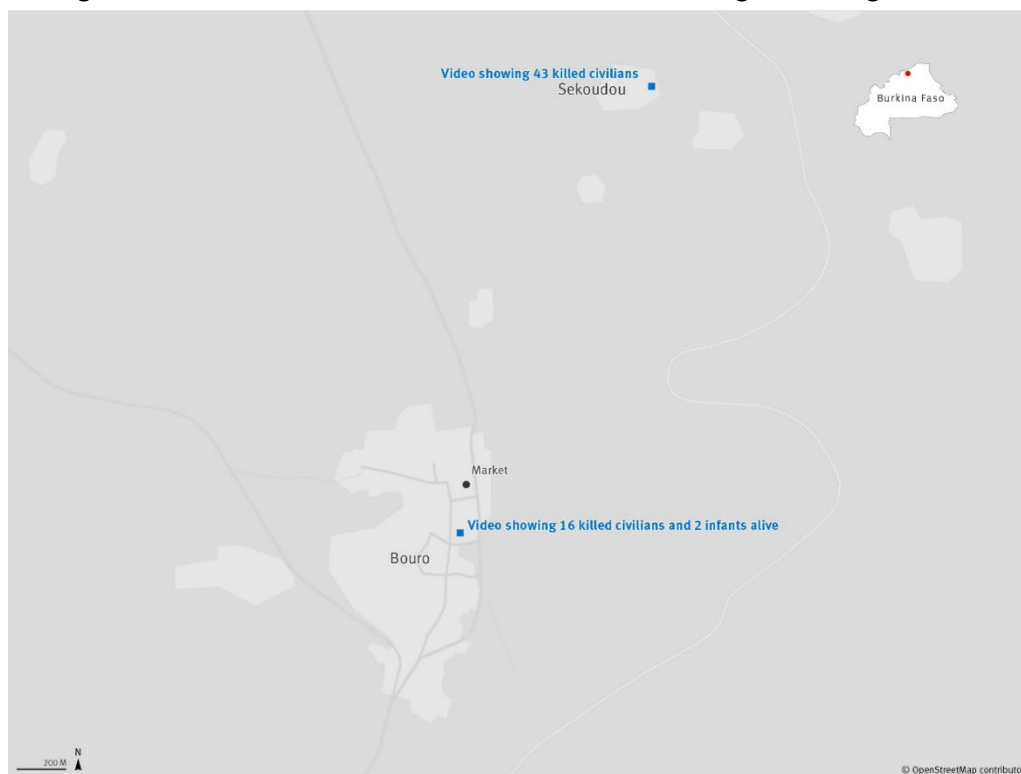 Video showing 43 killed civilians
Sekoudou
Burkina Faso
Market
Video showing 16 killed civilians and 2 infants alive
Bouro
200 M
N
© OpenStreetMap contributo